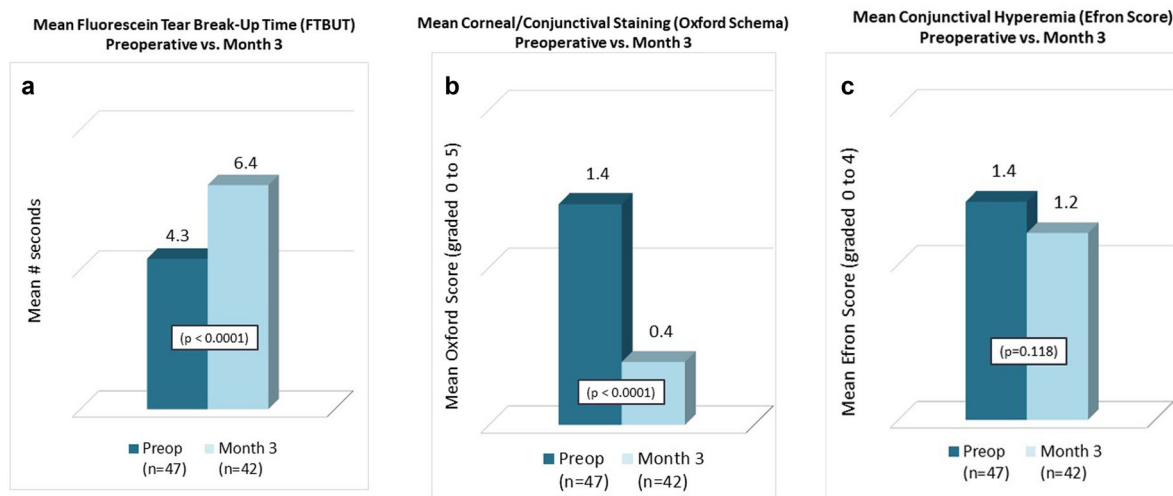 Mean Fluorescein Tear Break-Up Time (FTBUT)
Preoperative vs. Month 3
a
Mean # seconds
4.3
6.4
(p < 0.0001)
Preop
(n=47)
Month 3
(n=42)
Mean Corneal/Conjunctival Staining (Oxford Schema)
Preoperative vs. Month 3
b
Mean Oxford Score (graded 0 to 5)
1.4
0.4
(p < 0.0001)
Preop
(n=47)
Month 3
(n=42)
Mean Conjunctival Hyperemia (Efron Score)
Preoperative vs. Month 3
c
Mean Efron Score (graded 0 to 4)
1.4
1.2
(p=0.118)
Preop
(n=47)
Month 3
(n=42)